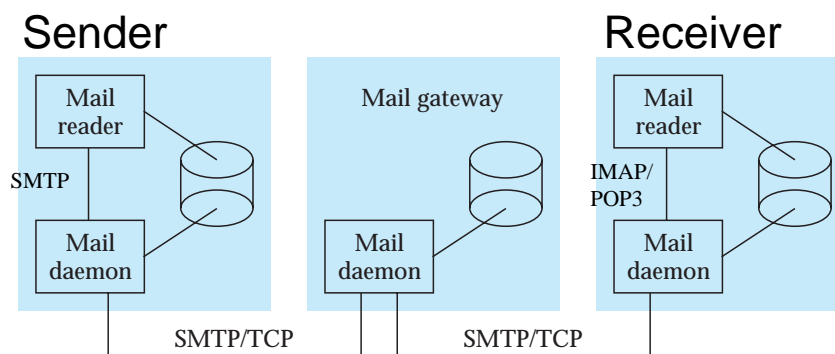 Sender
Receiver
Mail
reader
SMTP
Mail
daemon
Mail gateway
Mail
daemon
Mail
reader
IMAP/
POP3
Mail
daemon
SMTP/TCP
SMTP/TCP